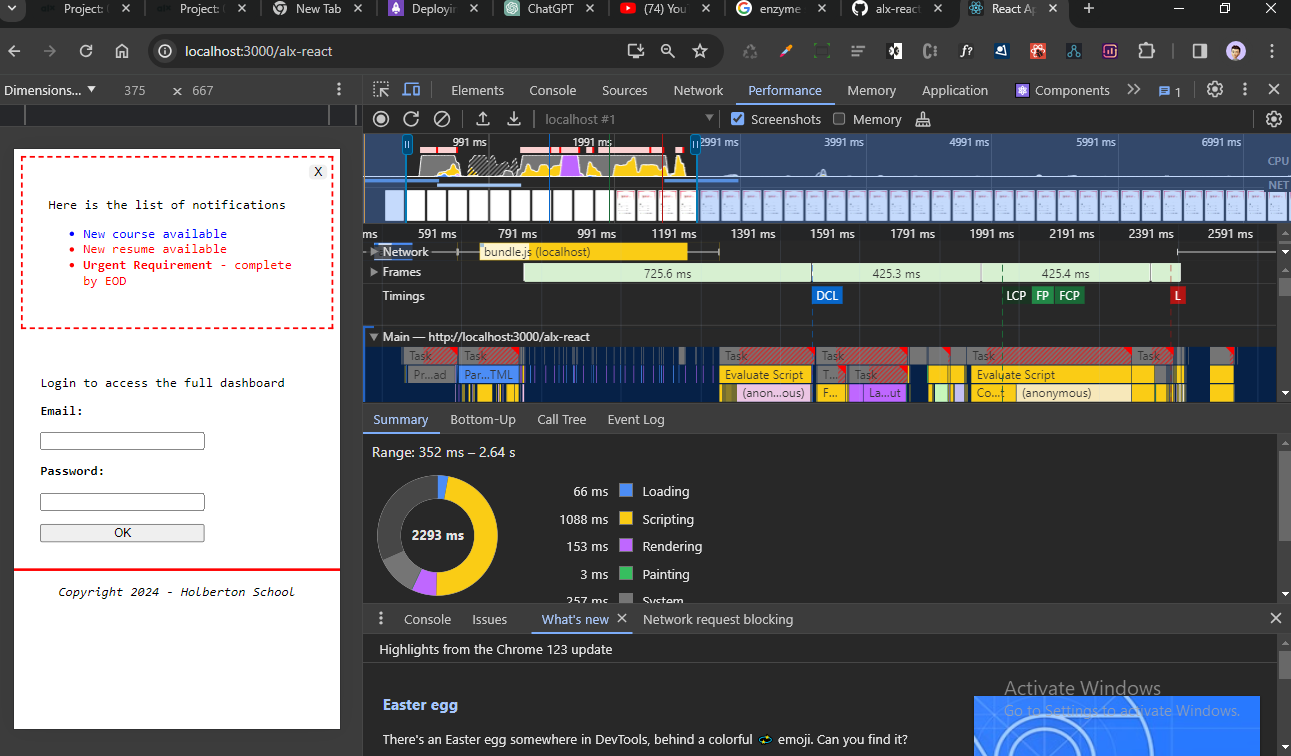 Project: Project: New Tab Deployin ChatGPT (74) You enzyme alx-react React Ap
localhost:3000/alx-react
Dimensions... 375 × 667
Elements Console Sources Network Performance Memory Application Components 1
localhost #1 Screenshots Memory
991 ms 1991 ms 2991 ms 3991 ms 4991 ms 5991 ms 6991 ms
CPU
NET
ms 591 ms 791 ms 991 ms 1191 ms 1391 ms 1591 ms 1791 ms 1991 ms 2191 ms 2391 ms 2591 ms
Network bundle.js (localhost)
Frames 725.6 ms 425.3 ms 425.4 ms
Timings DCL LCP FP FCP L
Main — http://localhost:3000/alx-react
Task Task Task Task Task Task
Pr...ad Par...TML Evaluate Script T... Task Evaluate Script
(anon...ous) F... La...ut Co...t (anonymous)
Summary Bottom-Up Call Tree Event Log
Range: 352 ms – 2.64 s
2293 ms
66 ms Loading
1088 ms Scripting
153 ms Rendering
3 ms Painting
257 ms System
Console Issues What's new Network request blocking
Highlights from the Chrome 123 update
Easter egg
There's an Easter egg somewhere in DevTools, behind a colorful emoji. Can you find it?
Activate Windows
Go to Settings to activate Windows.
X
Here is the list of notifications
New course available
New resume available
Urgent Requirement - complete
by EOD
Login to access the full dashboard
Email:
Password:
OK
Copyright 2024 - Holberton School